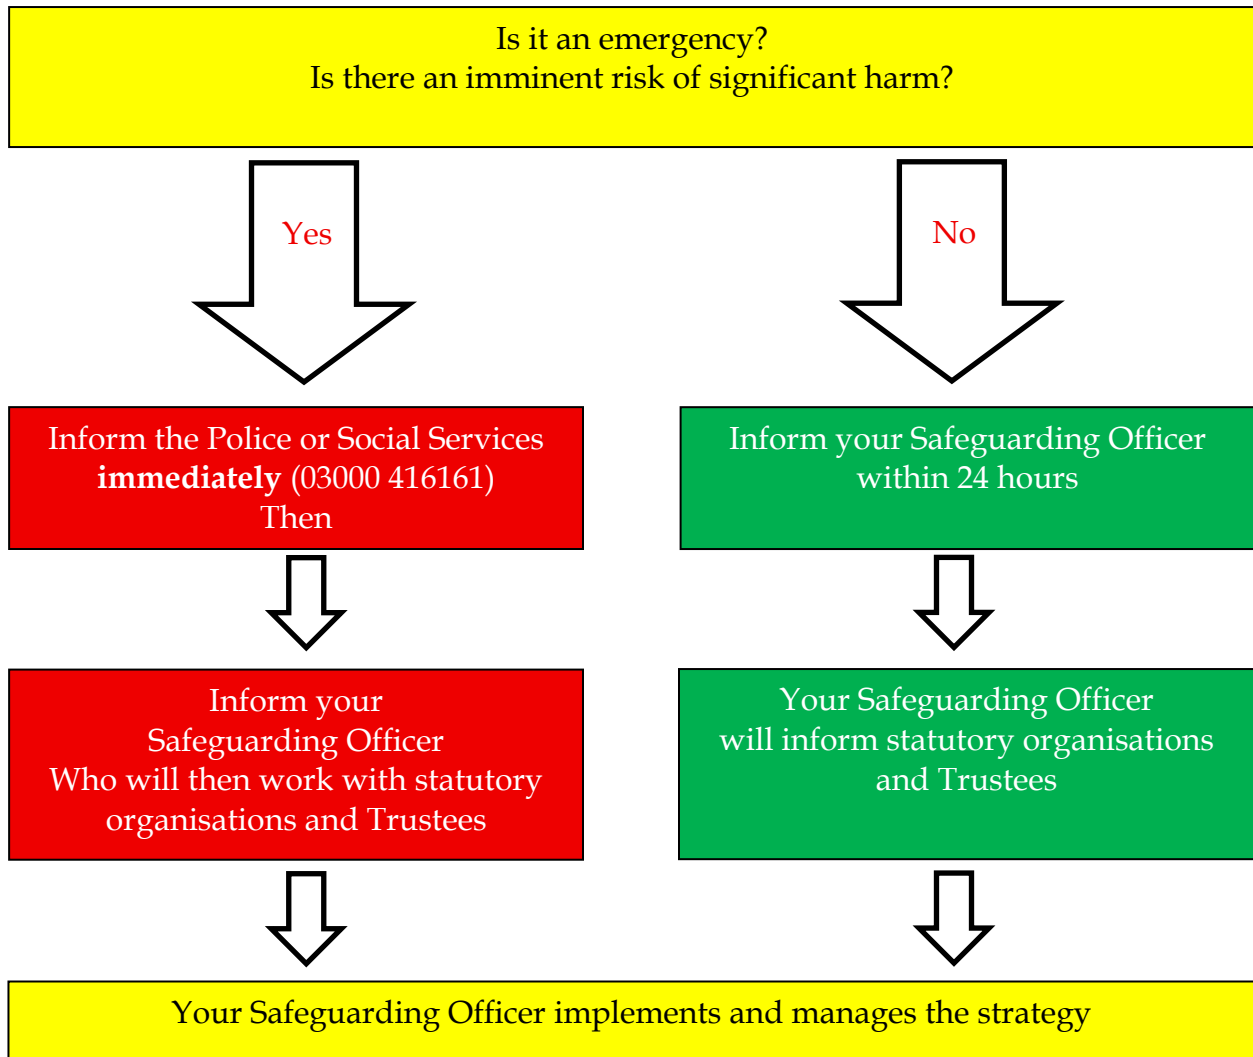 Is it an emergency?
Is there an imminent risk of significant harm?
Yes
No
Inform the Police or Social Services
immediately (03000 416161)
Then
Inform your Safeguarding Officer
within 24 hours
Inform your
Safeguarding Officer
Who will then work with statutory
organisations and Trustees
Your Safeguarding Officer
will inform statutory organisations
and Trustees
Your Safeguarding Officer implements and manages the strategy